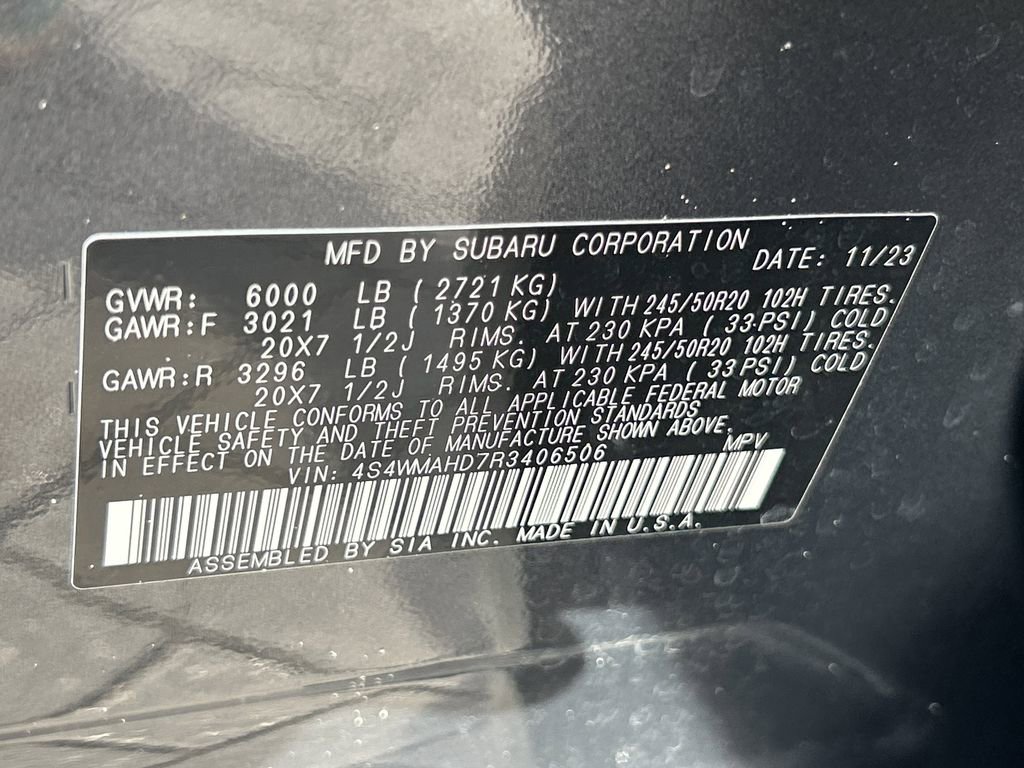 MFD BY SUBARU CORPORATION DATE: 11/23
GVWR: 6000 LB (2721 KG)
GAWR:F 3021 LB (1370 KG) WITH 245/50R20 102H TIRES.
20X7 1/2J RIMS. AT 230 KPA (33 PSI) COLD
GAWR:R 3296 LB (1495 KG) WITH 245/50R20 102H TIRES.
20X7 1/2J RIMS. AT 230 KPA (33 PSI) COLD
THIS VEHICLE CONFORMS TO ALL APPLICABLE FEDERAL MOTOR
VEHICLE SAFETY AND THEFT PREVENTION STANDARDS
IN EFFECT ON THE DATE OF MANUFACTURE SHOWN ABOVE.
VIN: 4S4WMAHD7R3406506 MPV
ASSEMBLED BY SIA INC. MADE IN U.S.A.